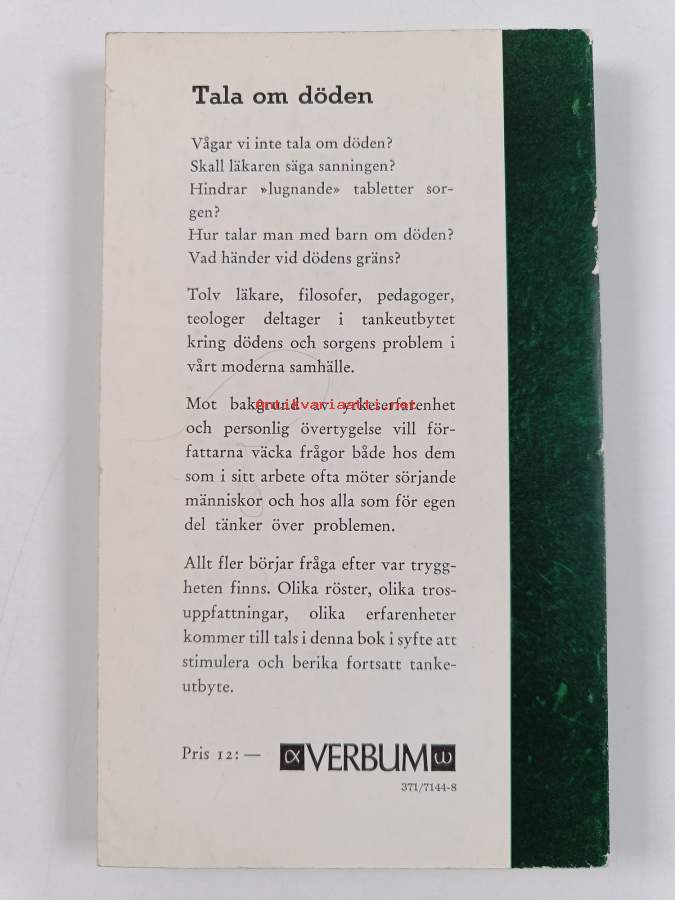 Tala om döden
Vågar vi inte tala om döden?
Skall läkaren säga sanningen?
Hindrar »lugnande» tabletter sor-
gen?
Hur talar man med barn om döden?
Vad händer vid dödens gräns?
Tolv läkare, filosofer, pedagoger,
teologer deltager i tankeutbytet
kring dödens och sorgens problem i
vårt moderna samhälle.
Mot bakgrund av yrkeserfarenhet
Antikvariaatti.net
och personlig övertygelse vill för-
fattarna väcka frågor både hos dem
som i sitt arbete ofta möter sörjande
människor och hos alla som för egen
del tänker över problemen.
Allt fler börjar fråga efter var trygg-
heten finns. Olika röster, olika tros-
uppfattningar, olika erfarenheter
kommer till tals i denna bok i syfte att
stimulera och berika fortsatt tanke-
utbyte.
Pris 12: —
α VERBUM ω
371/7144-8